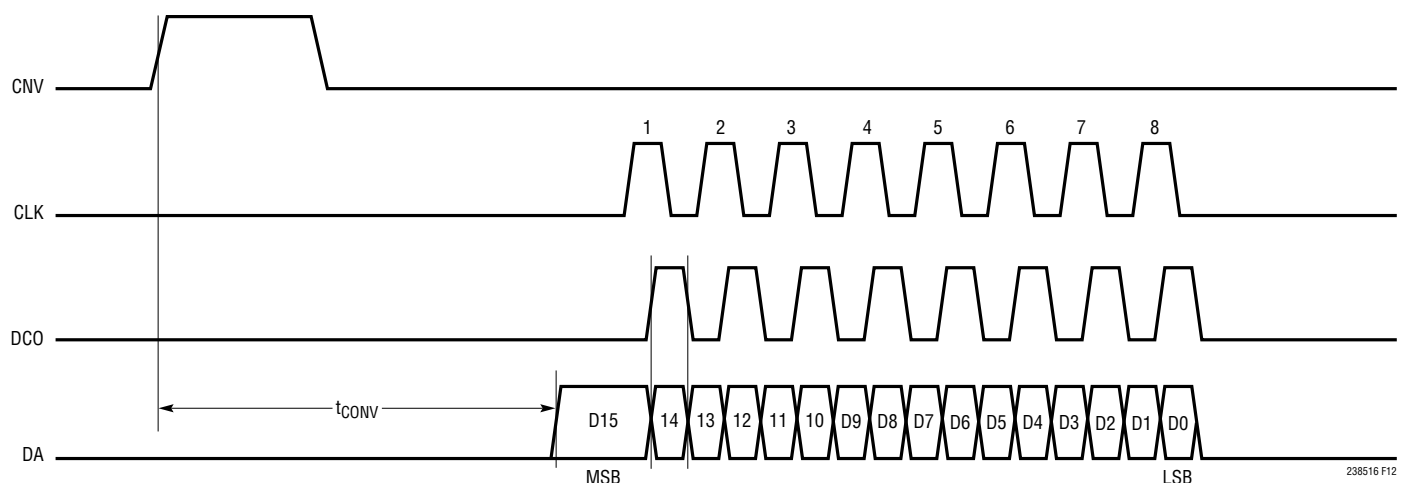 CNV
1 2 3 4 5 6 7 8
CLK
DCO
tCONV
D15 14 13 12 11 10 D9 D8 D7 D6 D5 D4 D3 D2 D1 D0
DA
MSB LSB
238516 F12